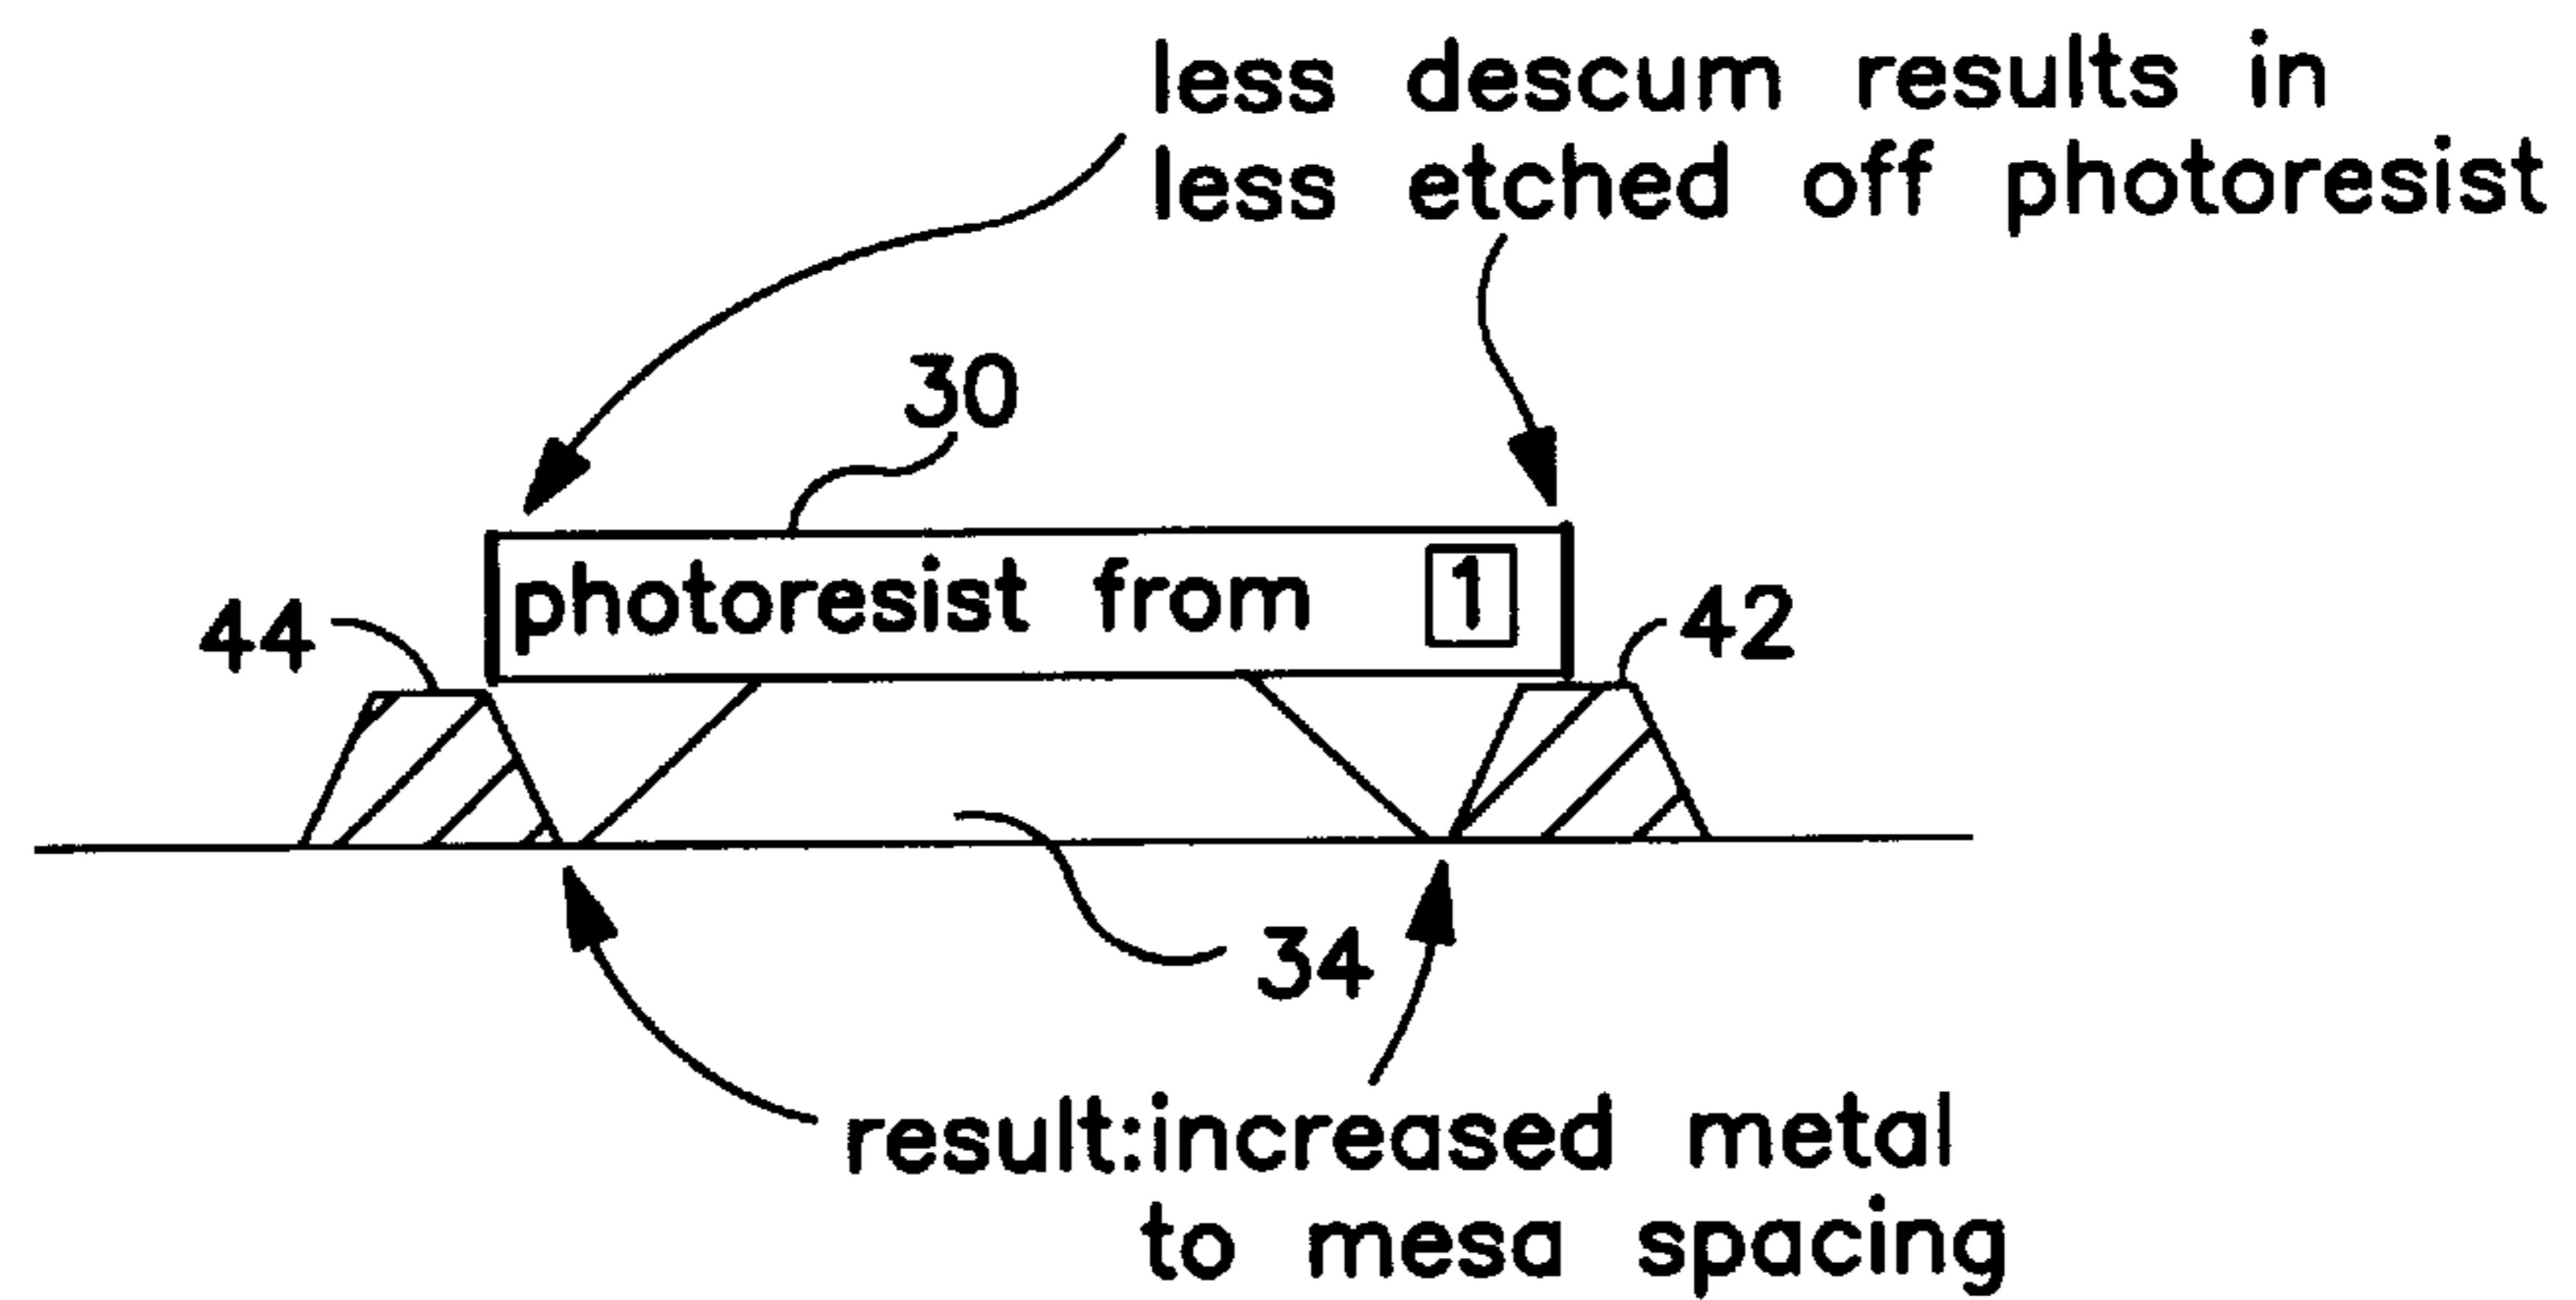 less descum results in
less etched off photoresist
30
photoresist from 1
44
42
34
result:increased metal
to mesa spacing